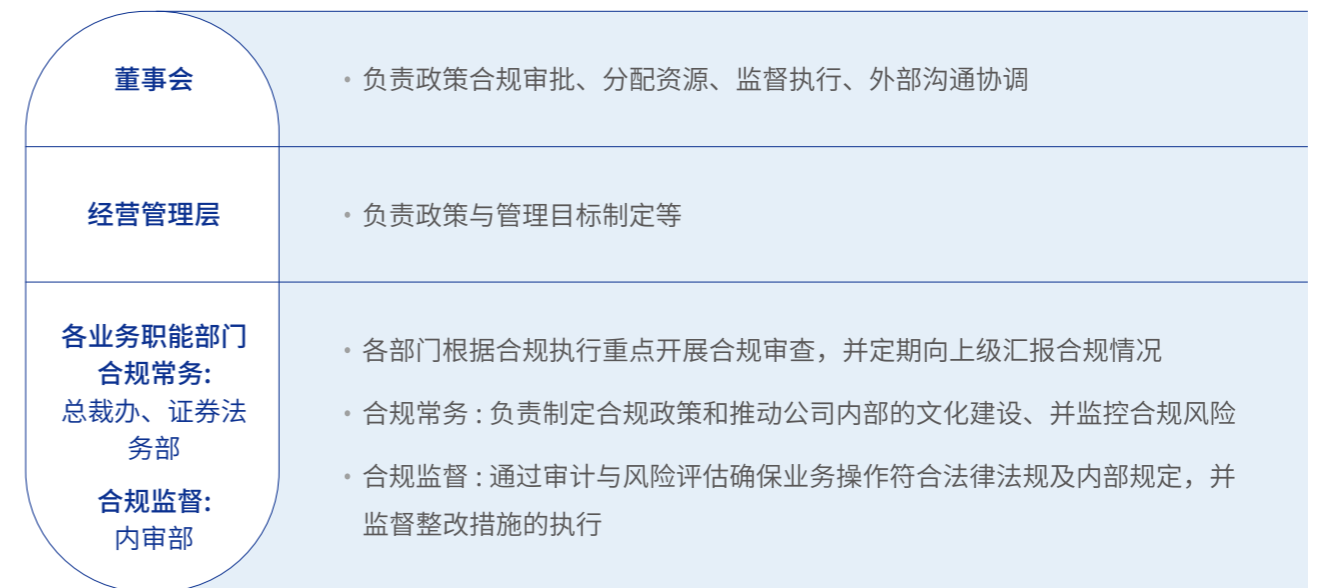 董事会
• 负责政策合规审批、分配资源、监督执行、外部沟通协调
经营管理层
• 负责政策与管理目标制定等
各业务职能部门
合规常务:
总裁办、证券法
务部
合规监督:
内审部
• 各部门根据合规执行重点开展合规审查，并定期向上级汇报合规情况
• 合规常务 : 负责制定合规政策和推动公司内部的文化建设、并监控合规风险
• 合规监督 : 通过审计与风险评估确保业务操作符合法律法规及内部规定，并
监督整改措施的执行